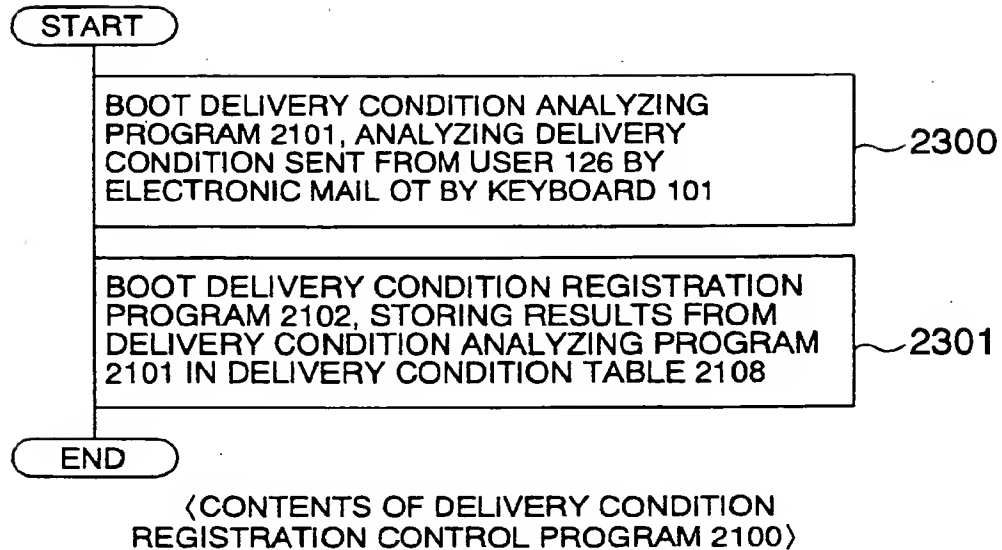 START
BOOT DELIVERY CONDITION ANALYZING
PROGRAM 2101, ANALYZING DELIVERY
CONDITION SENT FROM USER 126 BY
ELECTRONIC MAIL OT BY KEYBOARD 101
2300
BOOT DELIVERY CONDITION REGISTRATION
PROGRAM 2102, STORING RESULTS FROM
DELIVERY CONDITION ANALYZING PROGRAM
2101 IN DELIVERY CONDITION TABLE 2108
2301
END
〈CONTENTS OF DELIVERY CONDITION
REGISTRATION CONTROL PROGRAM 2100〉